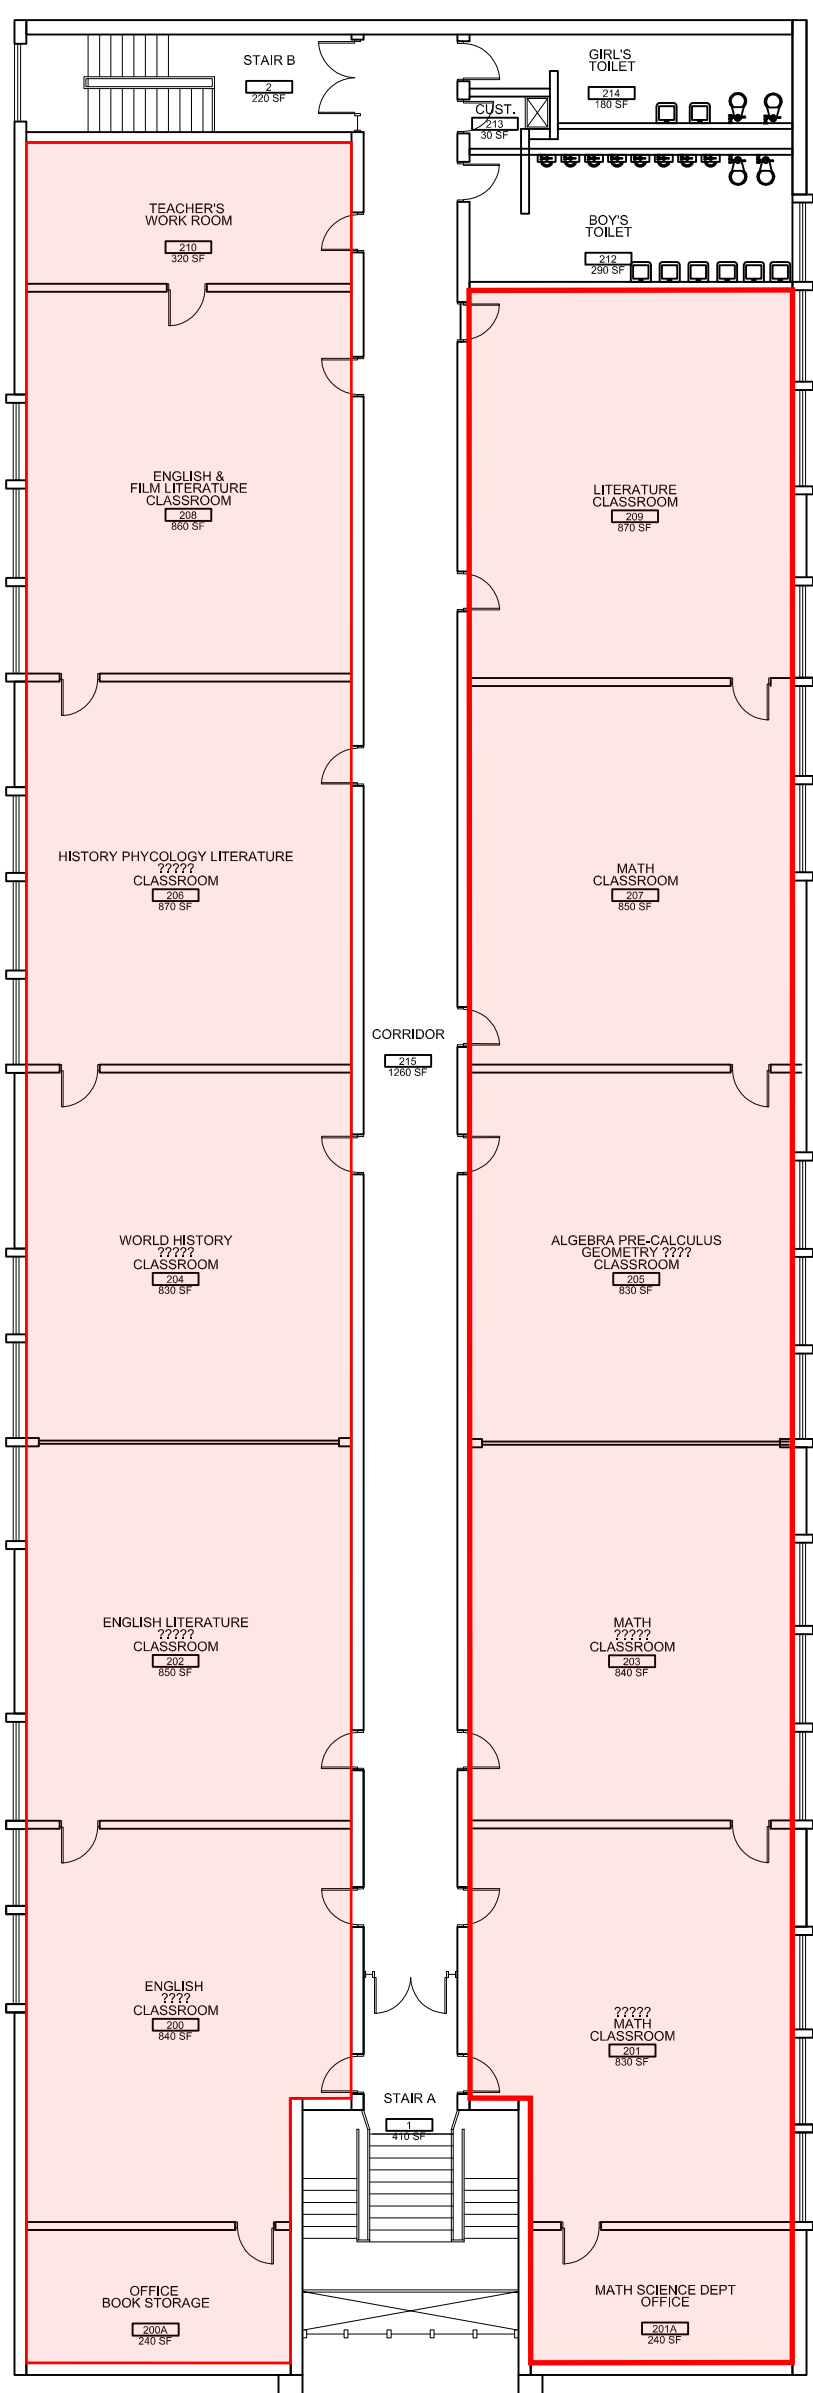 STAIR B
2
220 SF
GIRL'S
TOILET
214
180 SF
CUST.
213
30 SF
TEACHER'S
WORK ROOM
210
320 SF
BOY'S
TOILET
212
290 SF
ENGLISH &
FILM LITERATURE
CLASSROOM
208
860 SF
LITERATURE
CLASSROOM
209
870 SF
HISTORY PHYCOLOGY LITERATURE
?????
CLASSROOM
206
870 SF
MATH
CLASSROOM
207
850 SF
CORRIDOR
215
1260 SF
WORLD HISTORY
?????
CLASSROOM
204
830 SF
ALGEBRA PRE-CALCULUS
GEOMETRY ????
CLASSROOM
205
830 SF
ENGLISH LITERATURE
?????
CLASSROOM
202
850 SF
MATH
?????
CLASSROOM
203
840 SF
ENGLISH
????
CLASSROOM
200
840 SF
?????
MATH
CLASSROOM
201
830 SF
STAIR A
1
410 SF
OFFICE
BOOK STORAGE
200A
240 SF
MATH SCIENCE DEPT
OFFICE
201A
240 SF